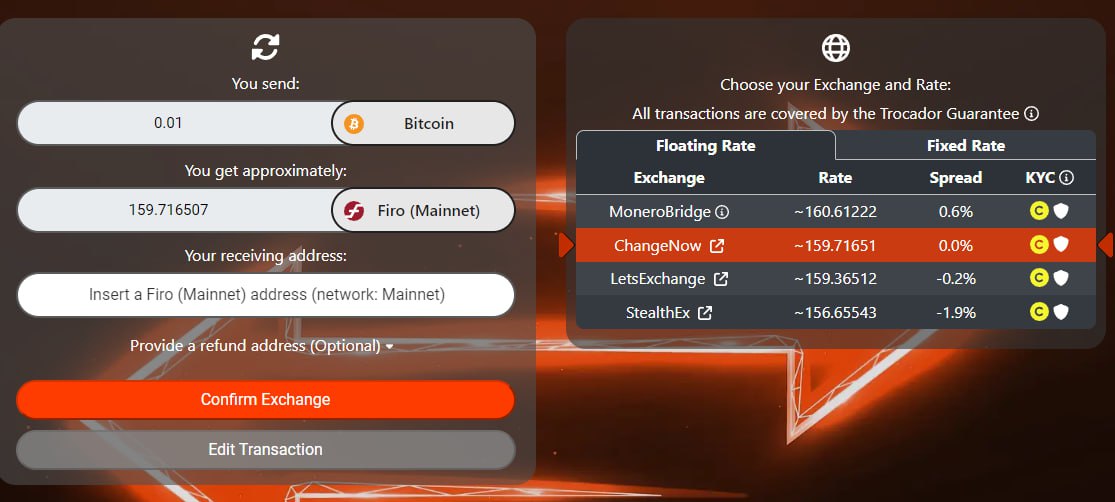 You send:
0.01 Bitcoin
You get approximately:
159.716507 Firo (Mainnet)
Your receiving address:
Insert a Firo (Mainnet) address (network: Mainnet)
Provide a refund address (Optional)
Confirm Exchange
Edit Transaction
Choose your Exchange and Rate:
All transactions are covered by the Trocador Guarantee
Floating Rate Fixed Rate
Exchange Rate Spread KYC
MoneroBridge ~160.61222 0.6% C
ChangeNow ~159.71651 0.0% C
LetsExchange ~159.36512 -0.2% C
StealthEx ~156.65543 -1.9% C